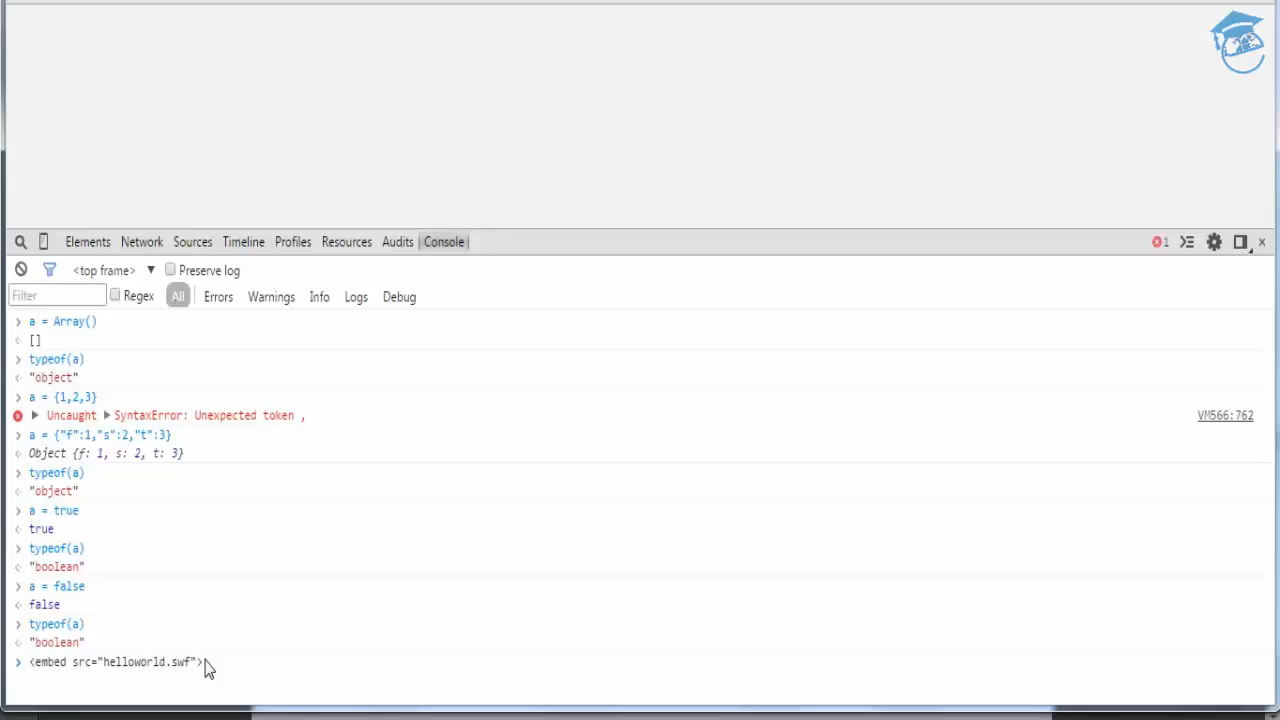 Elements Network Sources Timeline Profiles Resources Audits Console 1
<top frame> Preserve log
Filter Regex All Errors Warnings Info Logs Debug
a = Array()
[]
typeof(a)
"object"
a = {1,2,3}
Uncaught SyntaxError: Unexpected token , VM566:762
a = {"f":1,"s":2,"t":3}
Object {f: 1, s: 2, t: 3}
typeof(a)
"object"
a = true
true
typeof(a)
"boolean"
a = false
false
typeof(a)
"boolean"
<embed src="helloworld.swf">